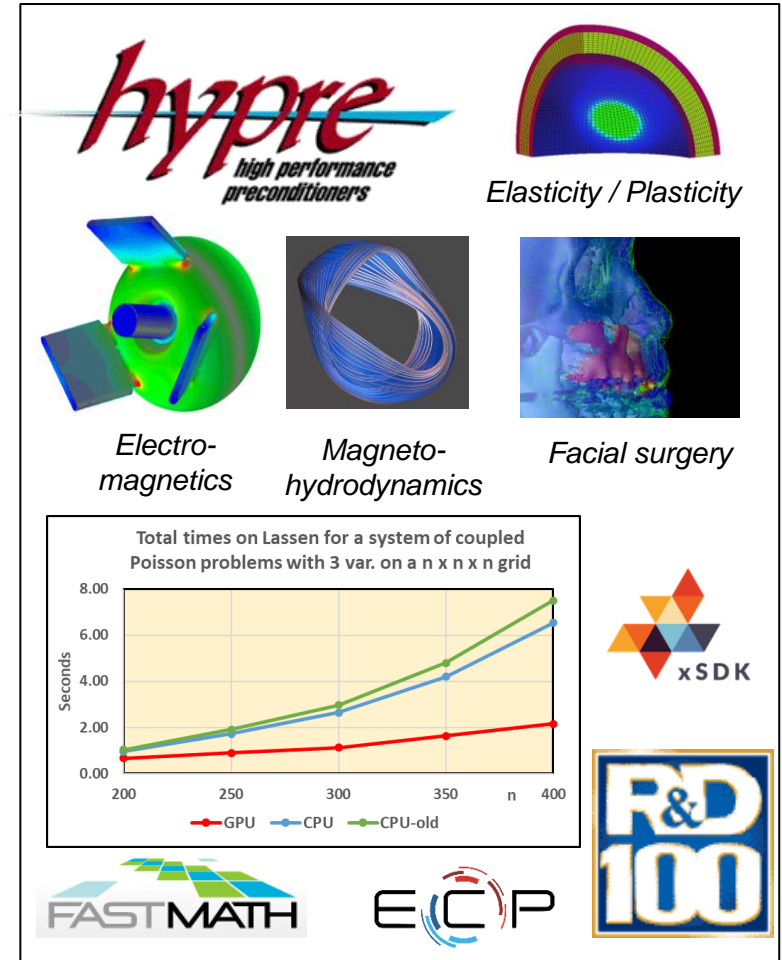 hypre
high performance
preconditioners
Elasticity / Plasticity
Electro-
magnetics
Magneto-
hydrodynamics
Facial surgery
Total times on Lassen for a system of coupled
Poisson problems with 3 var. on a n x n x n grid
8.00
6.00
4.00
2.00
0.00
Seconds
200 250 300 350 n 400
GPU CPU CPU-old
xSDK
R&D
100
FASTMATH
ECP